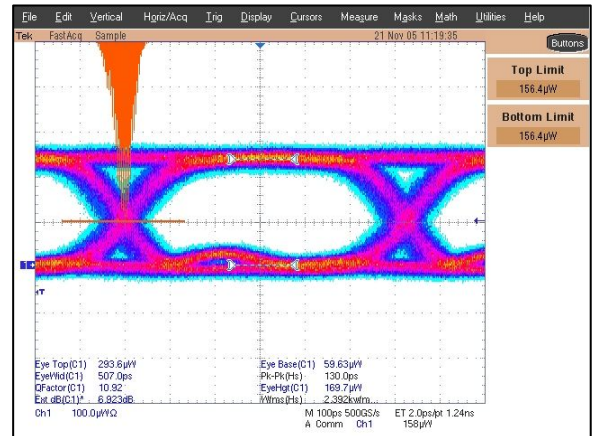 File Edit Vertical Horiz/Acq Trig Display Cursors Measure Masks Math Utilities Help
Tek FastAcq Sample 21 Nov 05 11:19:35
Buttons
Top Limit
156.4µW
Bottom Limit
156.4µW
Eye Top(C1) 293.6µW Eye Base(C1) 59.63µW
EyeWid(C1) 507.0ps Pk-Pk(Hs) 130.0ps
QFactor(C1) 10.92 EyeHgt(C1) 169.7µW
Ext dB(C1)* 6.923dB Wfms(Hs) 2.392kwfm...
Ch1 100.0µWΩ M 100ps 500GS/s ET 2.0ps/pt 1.24ns
A Comm Ch1 158µW